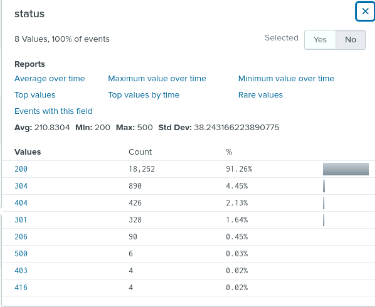 status
8 Values, 100% of events
Selected Yes No
Reports
Average over time Maximum value over time Minimum value over time
Top values Top values by time Rare values
Events with this field
Avg: 210.8304 Min: 200 Max: 500 Std Dev: 38.243166223890775
Values Count %
200 18,252 91.26%
304 890 4.45%
404 426 2.13%
301 328 1.64%
206 90 0.45%
500 6 0.03%
403 4 0.02%
416 4 0.02%